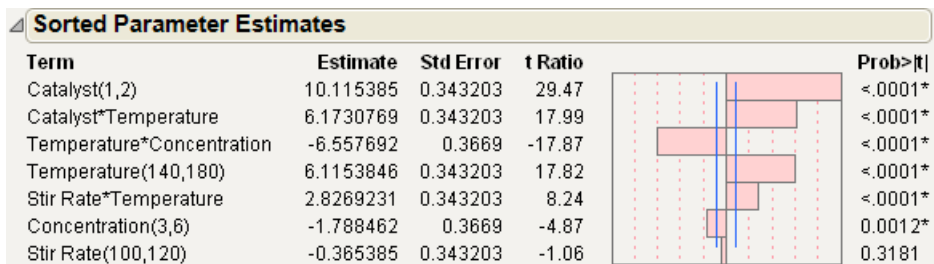 Sorted Parameter Estimates
Term Estimate Std Error t Ratio Prob>|t|
Catalyst(1,2) 10.115385 0.343203 29.47 <.0001*
Catalyst*Temperature 6.1730769 0.343203 17.99 <.0001*
Temperature*Concentration -6.557692 0.3669 -17.87 <.0001*
Temperature(140,180) 6.1153846 0.343203 17.82 <.0001*
Stir Rate*Temperature 2.8269231 0.343203 8.24 <.0001*
Concentration(3,6) -1.788462 0.3669 -4.87 0.0012*
Stir Rate(100,120) -0.365385 0.343203 -1.06 0.3181